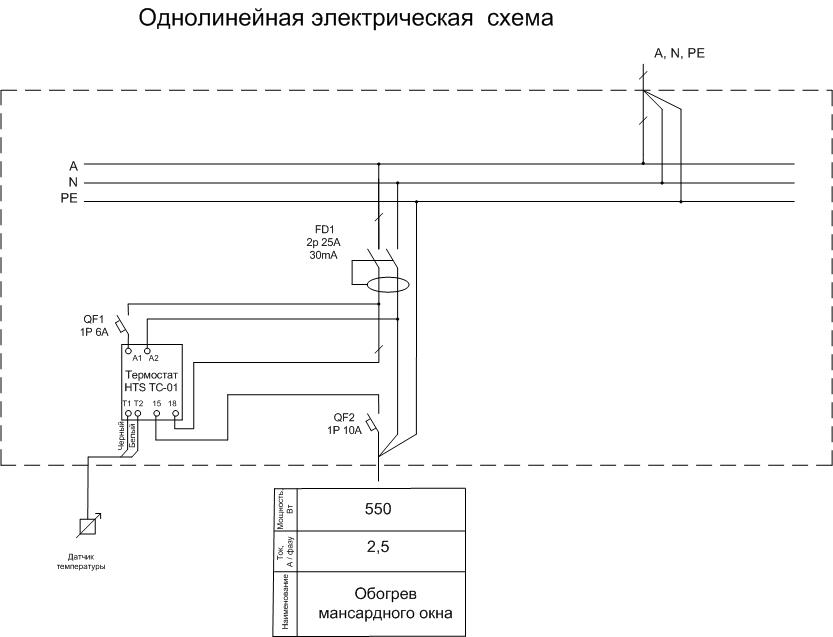 Однолинейная электрическая схема
A, N, PE
A
N
PE
FD1
2p 25A
30mA
QF1
1P 6A
A1 A2
Термостат
HTS TC-01
T1 T2 15 18
Черный
Белый
QF2
1P 10A
Датчик
температуры
Мощность,
Вт
550
Ток,
А / фазу
2,5
Наименование
Обогрев
мансардного окна